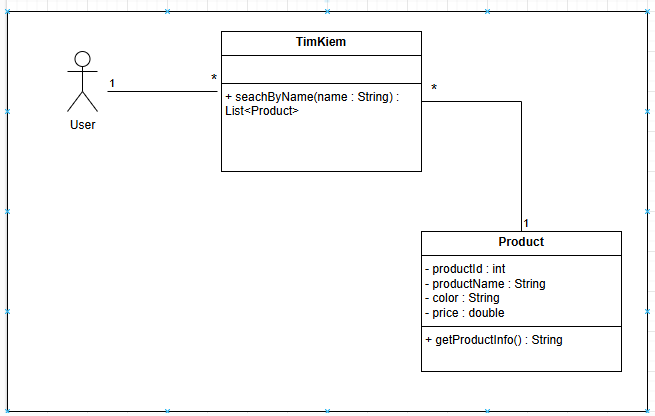 TimKiem
1
*
+ seachByName(name : String) :
List<Product>
*
User
1
Product
- productId : int
- productName : String
- color : String
- price : double
+ getProductInfo() : String